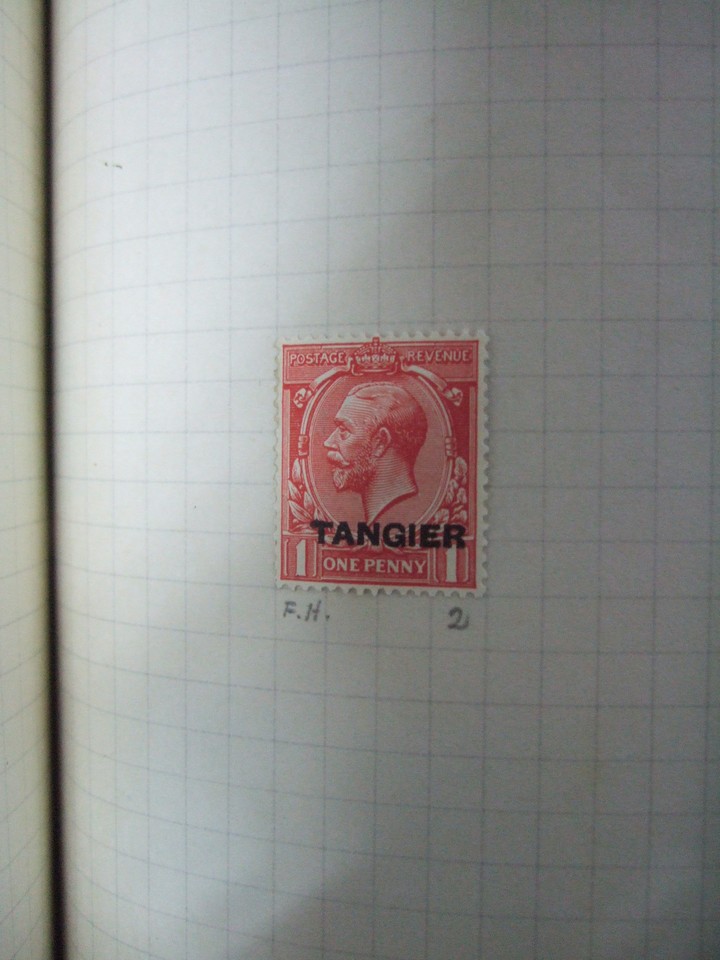 POSTAGE REVENUE
TANGIER
1 ONE PENNY 1
F.H. 2